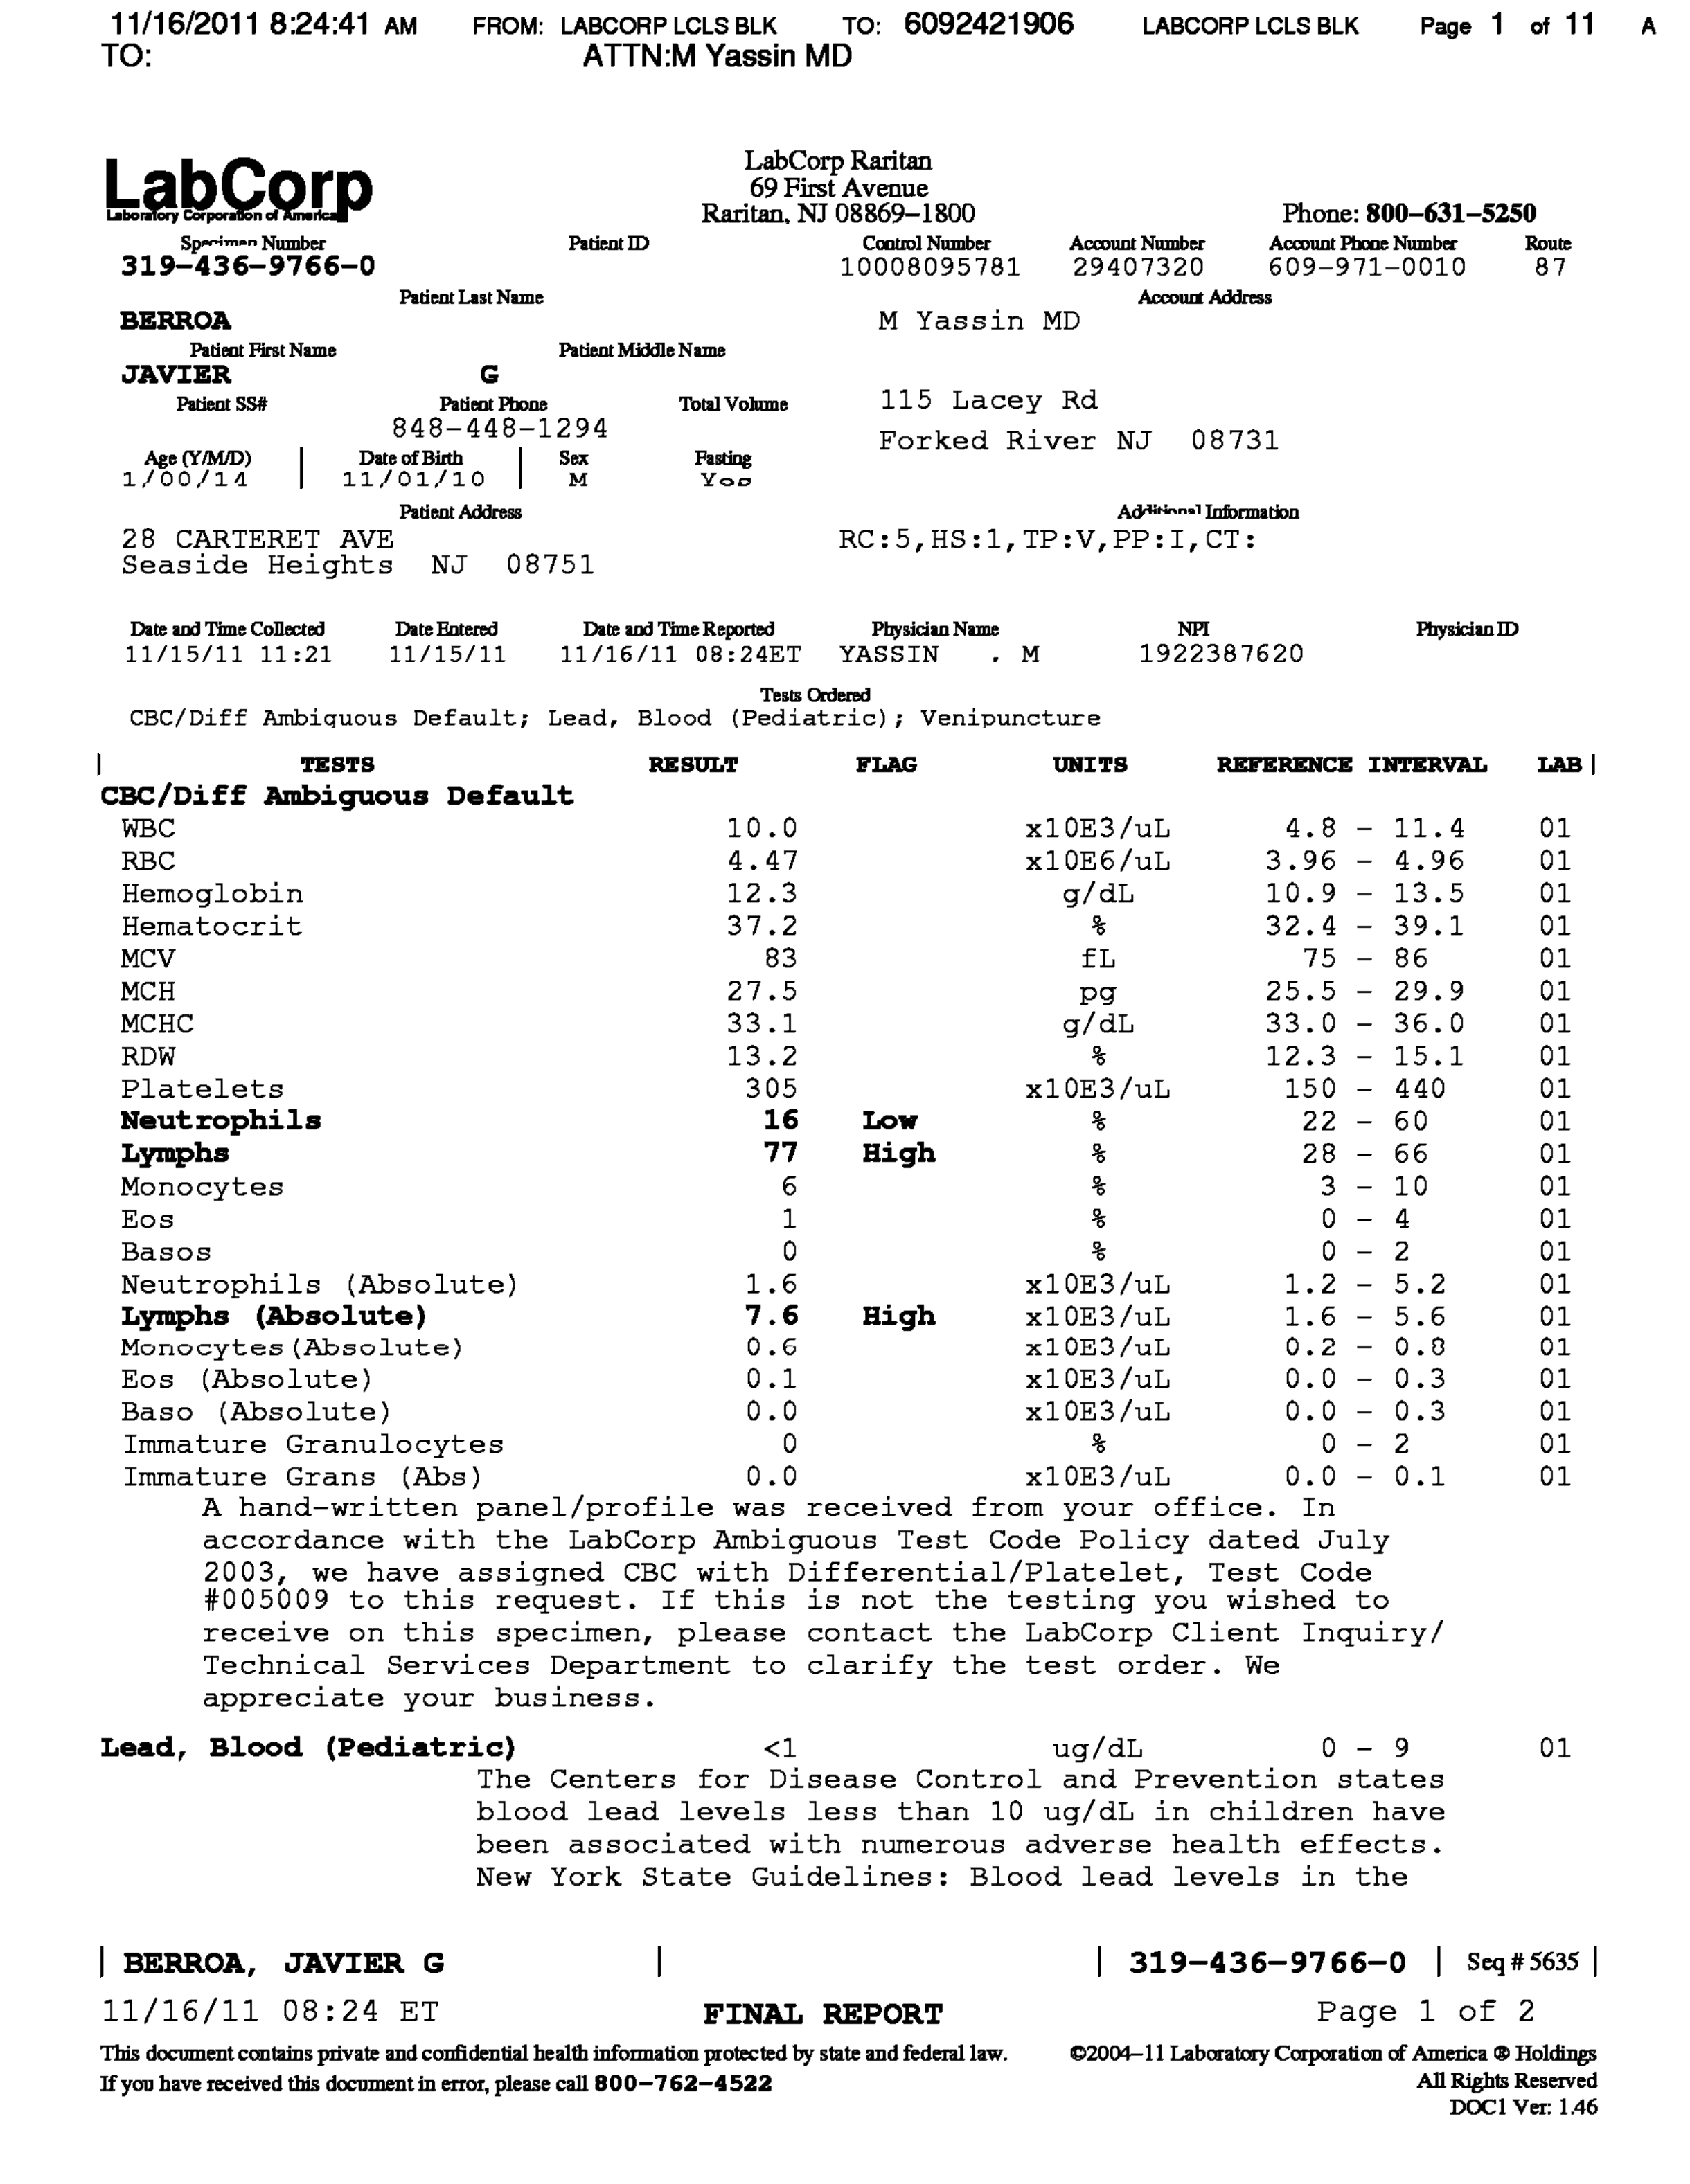 11/16/2011 8:24:41 AM FROM: LABCORP LCLS BLK TO: 6092421906 LABCORP LCLS BLK Page 1 of 11 A
TO: ATTN:M Yassin MD
LabCorp
Laboratory Corporation of America
LabCorp Raritan
69 First Avenue
Raritan, NJ 08869-1800 Phone: 800-631-5250
Specimen Number Patient ID Control Number Account Number Account Phone Number Route
319-436-9766-0 10008095781 29407320 609-971-0010 87
Patient Last Name Account Address
BERROA M Yassin MD
Patient First Name Patient Middle Name
JAVIER G
Patient SS# Patient Phone Total Volume 115 Lacey Rd
848-448-1294 Forked River NJ 08731
Age (Y/M/D) Date of Birth Sex Fasting
1/00/14 11/01/10 M Yes
Patient Address Additional Information
28 CARTERET AVE RC:5,HS:1,TP:V,PP:I,CT:
Seaside Heights NJ 08751
Date and Time Collected Date Entered Date and Time Reported Physician Name NPI Physician ID
11/15/11 11:21 11/15/11 11/16/11 08:24ET YASSIN , M 1922387620
Tests Ordered
CBC/Diff Ambiguous Default; Lead, Blood (Pediatric); Venipuncture
TESTS RESULT FLAG UNITS REFERENCE INTERVAL LAB
CBC/Diff Ambiguous Default
WBC 10.0 x10E3/uL 4.8 - 11.4 01
RBC 4.47 x10E6/uL 3.96 - 4.96 01
Hemoglobin 12.3 g/dL 10.9 - 13.5 01
Hematocrit 37.2 % 32.4 - 39.1 01
MCV 83 fL 75 - 86 01
MCH 27.5 pg 25.5 - 29.9 01
MCHC 33.1 g/dL 33.0 - 36.0 01
RDW 13.2 % 12.3 - 15.1 01
Platelets 305 x10E3/uL 150 - 440 01
Neutrophils 16 Low % 22 - 60 01
Lymphs 77 High % 28 - 66 01
Monocytes 6 % 3 - 10 01
Eos 1 % 0 - 4 01
Basos 0 % 0 - 2 01
Neutrophils (Absolute) 1.6 x10E3/uL 1.2 - 5.2 01
Lymphs (Absolute) 7.6 High x10E3/uL 1.6 - 5.6 01
Monocytes(Absolute) 0.6 x10E3/uL 0.2 - 0.8 01
Eos (Absolute) 0.1 x10E3/uL 0.0 - 0.3 01
Baso (Absolute) 0.0 x10E3/uL 0.0 - 0.3 01
Immature Granulocytes 0 % 0 - 2 01
Immature Grans (Abs) 0.0 x10E3/uL 0.0 - 0.1 01
A hand-written panel/profile was received from your office. In
accordance with the LabCorp Ambiguous Test Code Policy dated July
2003, we have assigned CBC with Differential/Platelet, Test Code
#005009 to this request. If this is not the testing you wished to
receive on this specimen, please contact the LabCorp Client Inquiry/
Technical Services Department to clarify the test order. We
appreciate your business.
Lead, Blood (Pediatric) <1 ug/dL 0 - 9 01
The Centers for Disease Control and Prevention states
blood lead levels less than 10 ug/dL in children have
been associated with numerous adverse health effects.
New York State Guidelines: Blood lead levels in the
BERROA, JAVIER G 319-436-9766-0 Seq # 5635
11/16/11 08:24 ET FINAL REPORT Page 1 of 2
This document contains private and confidential health information protected by state and federal law. ©2004-11 Laboratory Corporation of America ® Holdings
If you have received this document in error, please call 800-762-4522 All Rights Reserved
DOC1 Ver: 1.46